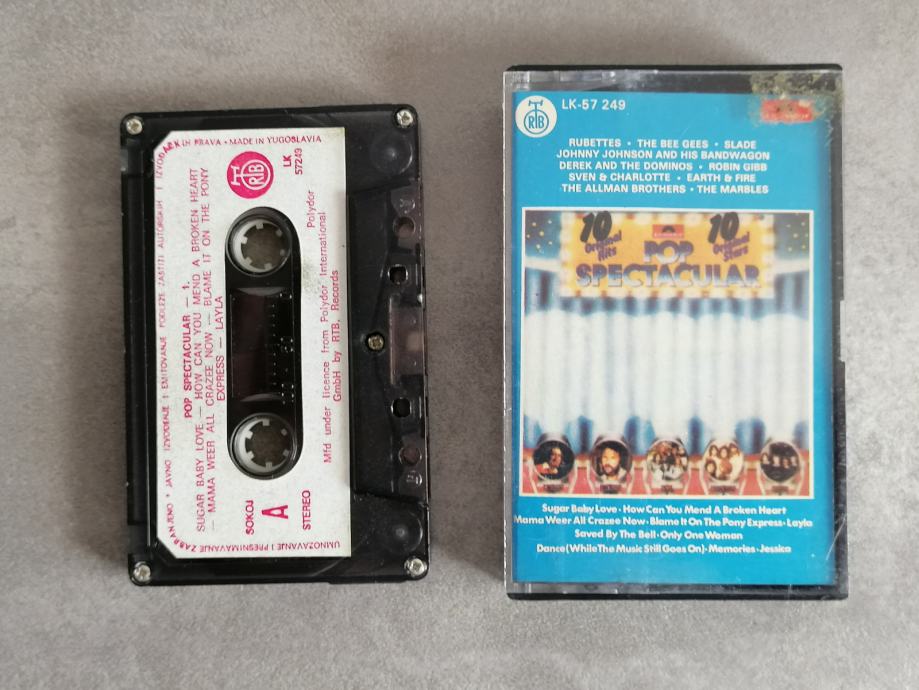 UMNOŽAVANJE I PRESNIMAVANJE ZABRANJENO • JAVNO IZVOĐENJE I EMITOVANJE PODLEŽE ZAŠTITI AUTORSKIH I IZVOĐAČKIH PRAVA • MADE IN YUGOSLAVIA
RTB
LK
57249
POP SPECTACULAR — 1.
SUGAR BABY LOVE — HOW CAN YOU MEND A BROKEN HEART
— MAMA WEER ALL CRAZEE NOW — BLAME IT ON THE PONY
EXPRESS — LAYLA
SOKOJ
A
STEREO
Mfd under licence from Polydor International Polydor
GmbH by RTB, Records
RTB
LK-57 249
RUBETTES • THE BEE GEES • SLADE
JOHNNY JOHNSON AND HIS BANDWAGON
DEREK AND THE DOMINOS • ROBIN GIBB
SVEN & CHARLOTTE • EARTH & FIRE
THE ALLMAN BROTHERS • THE MARBLES
10 Original Hits
10 Original Stars
POP
SPECTACULAR
Sugar Baby Love • How Can You Mend A Broken Heart
Mama Weer All Crazee Now • Blame It On The Pony Express • Layla
Saved By The Bell • Only One Woman
Dance (While The Music Still Goes On) • Memories • Jessica